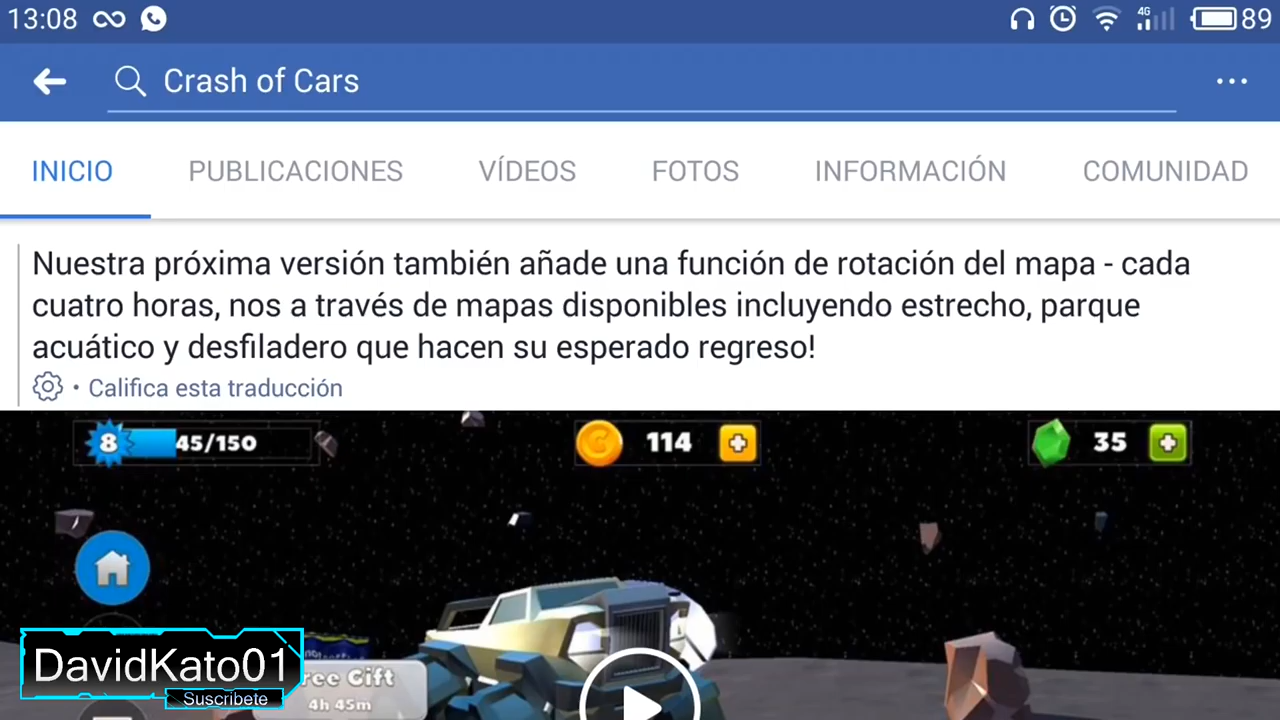 13:08 4G 89
Crash of Cars
INICIO PUBLICACIONES VÍDEOS FOTOS INFORMACIÓN COMUNIDAD
Nuestra próxima versión también añade una función de rotación del mapa - cada
cuatro horas, nos a través de mapas disponibles incluyendo estrecho, parque
acuático y desfiladero que hacen su esperado regreso!
• Califica esta traducción
8 45/150 114 35
DavidKato01
Suscribete
Gift
4h 45m